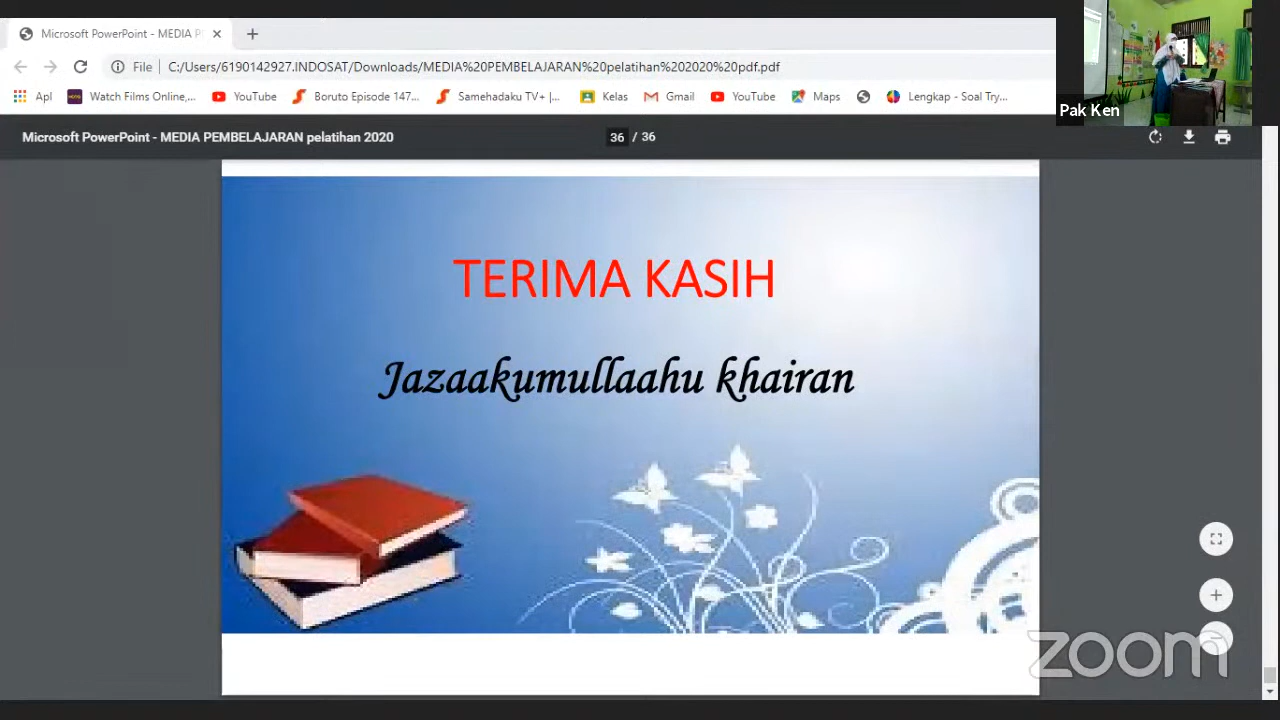 Microsoft PowerPoint - MEDIA P
File | C:/Users/6190142927.INDOSAT/Downloads/MEDIA%20PEMBELAJARAN%20pelatihan%202020%20pdf.pdf
Apl Watch Films Online,... YouTube Boruto Episode 147... Samehadaku TV+ |... Kelas Gmail YouTube Maps Lengkap - Soal Try...
Pak Ken
Microsoft PowerPoint - MEDIA PEMBELAJARAN pelatihan 2020 36 / 36
TERIMA KASIH
Jazaakumullaahu khairan
zoom